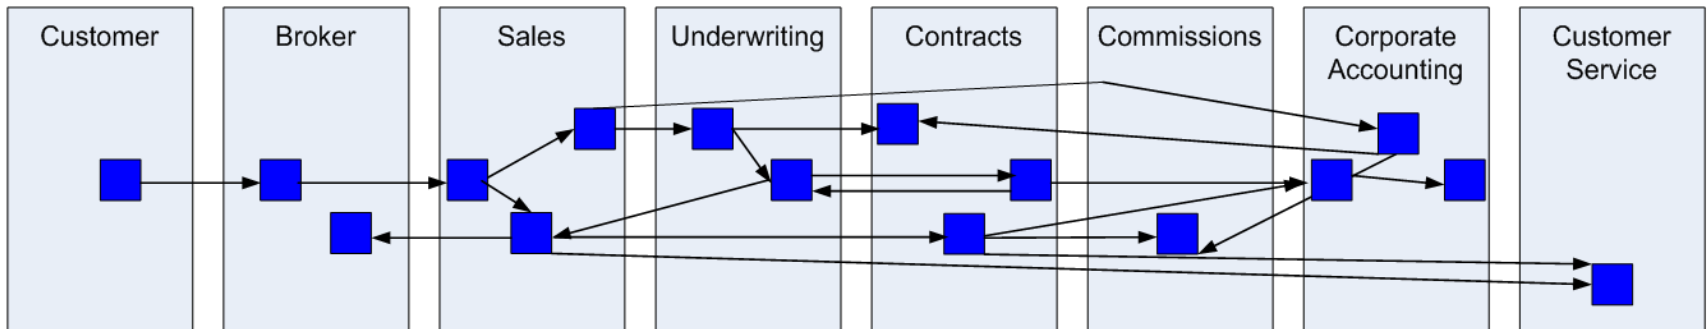 Customer
Broker
Sales
Underwriting
Contracts
Commissions
Corporate
Accounting
Customer
Service